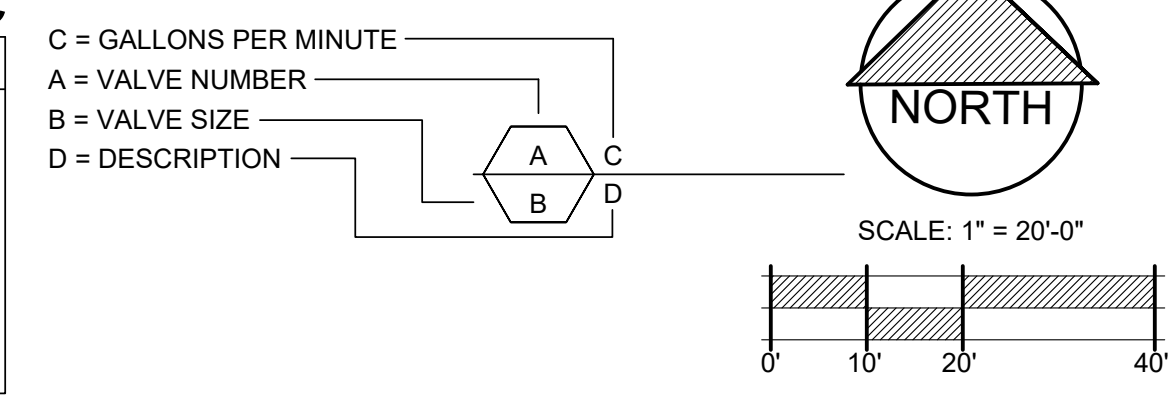 C = GALLONS PER MINUTE
A = VALVE NUMBER
B = VALVE SIZE
D = DESCRIPTION
A
C
B
D
NORTH
SCALE: 1" = 20'-0"
0' 10' 20' 40'